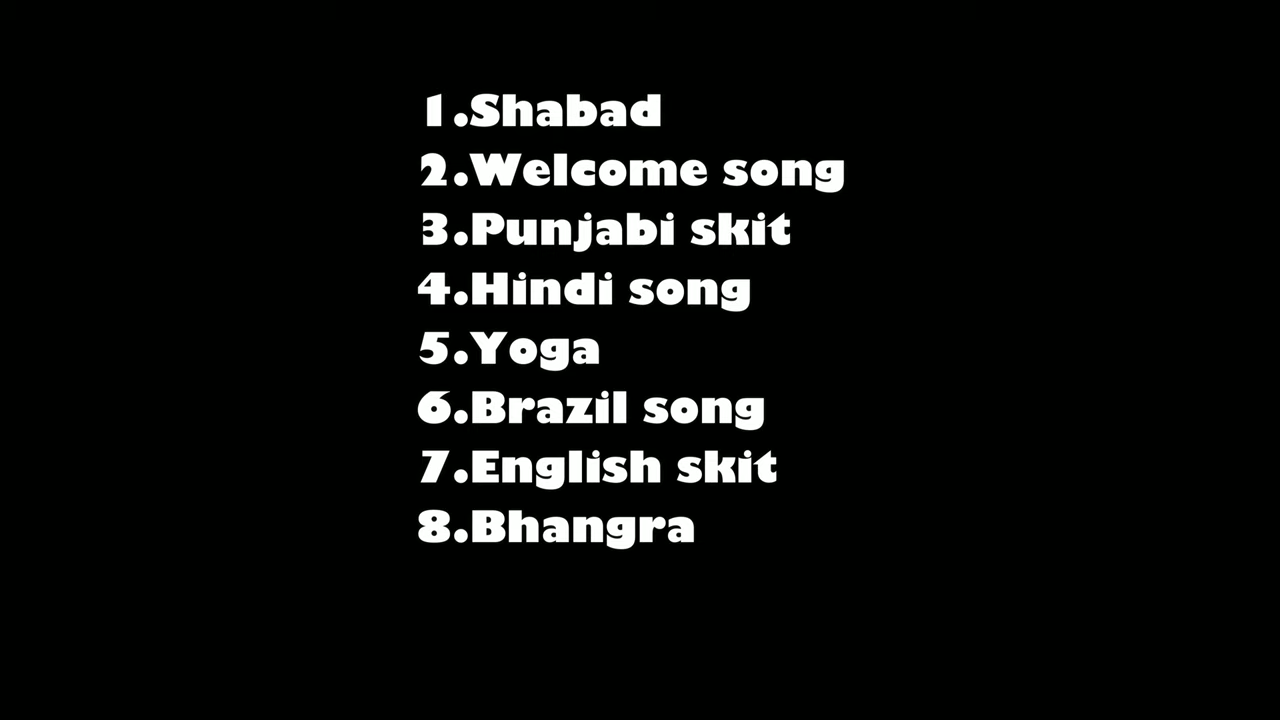 1.Shabad
2.Welcome song
3.Punjabi skit
4.Hindi song
5.Yoga
6.Brazil song
7.English skit
8.Bhangra